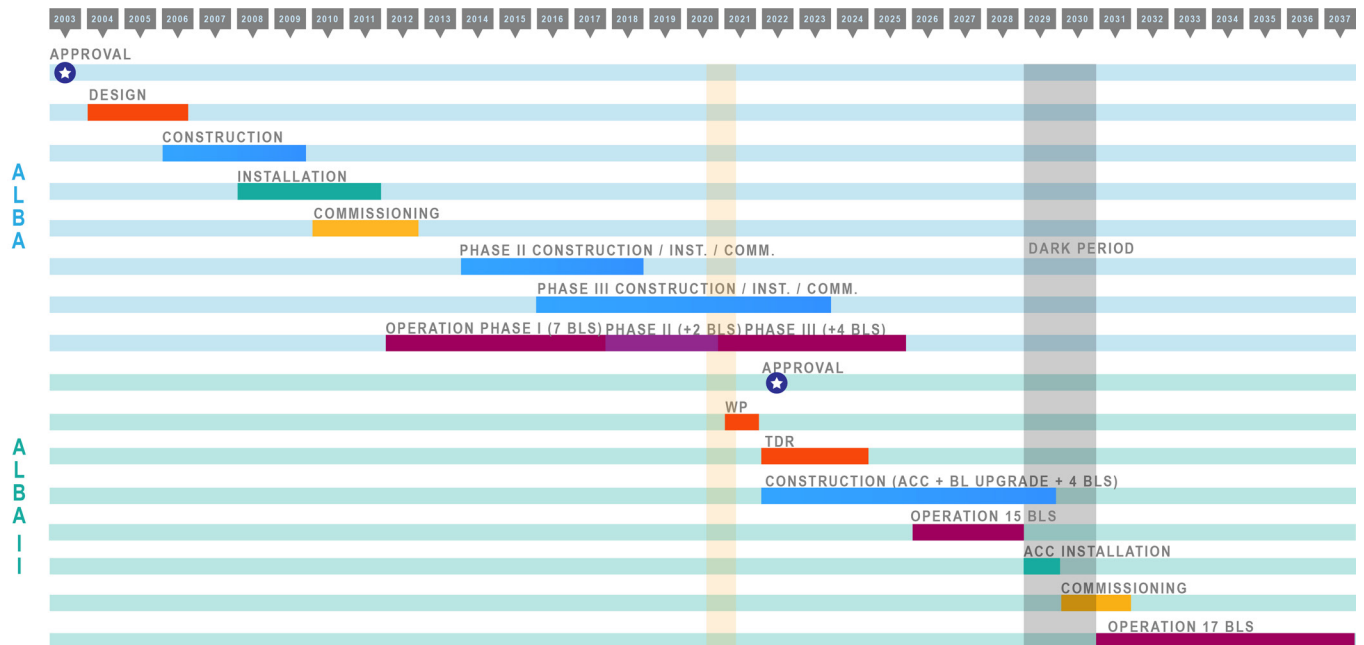 2003 2004 2005 2006 2007 2008 2009 2010 2011 2012 2013 2014 2015 2016 2017 2018 2019 2020 2021 2022 2023 2024 2025 2026 2027 2028 2029 2030 2031 2032 2033 2034 2035 2036 2037
ALBA
APPROVAL
DESIGN
CONSTRUCTION
INSTALLATION
COMMISSIONING
PHASE II CONSTRUCTION / INST. / COMM.
DARK PERIOD
PHASE III CONSTRUCTION / INST. / COMM.
OPERATION PHASE I (7 BLS) PHASE II (+2 BLS) PHASE III (+4 BLS)
ALBA II
APPROVAL
WP
TDR
CONSTRUCTION (ACC + BL UPGRADE + 4 BLS)
OPERATION 15 BLS
ACC INSTALLATION
COMMISSIONING
OPERATION 17 BLS